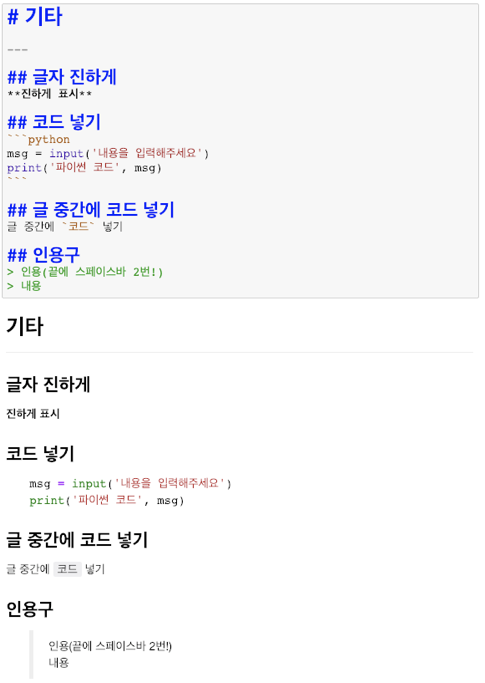 # 기타
---
## 글자 진하게
**진하게 표시**
## 코드 넣기
```python
msg = input('내용을 입력해주세요')
print('파이썬 코드', msg)
```
## 글 중간에 코드 넣기
글 중간에 `코드` 넣기
## 인용구
> 인용(끝에 스페이스바 2번!)
> 내용
기타
글자 진하게
진하게 표시
코드 넣기
msg = input('내용을 입력해주세요')
print('파이썬 코드', msg)
글 중간에 코드 넣기
글 중간에 코드 넣기
인용구
인용(끝에 스페이스바 2번!)
내용